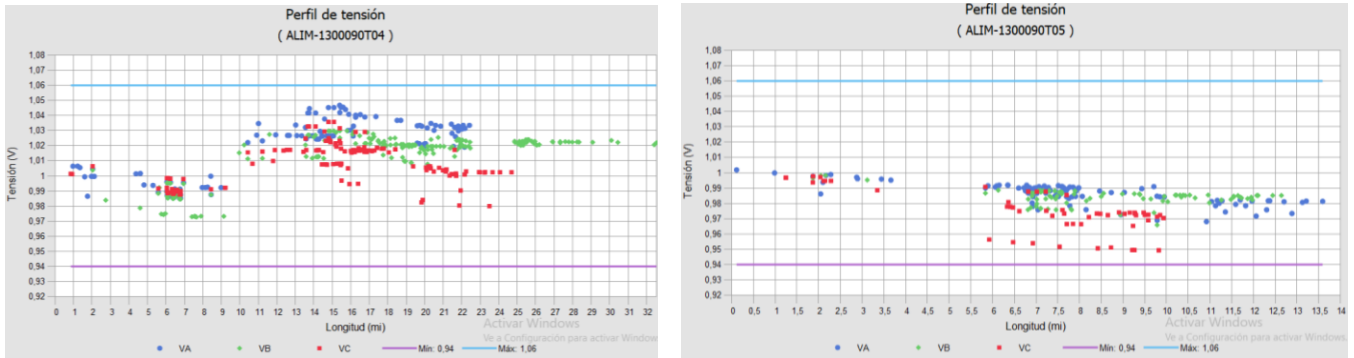 Perfil de tensión
( ALIM-1300090T04 )
1,08
1,07
1,06
1,05
1,04
1,03
1,02
1,01
1
0,99
0,98
0,97
0,96
0,95
0,94
0,93
0,92
Tensión (V)
0 1 2 3 4 5 6 7 8 9 10 11 12 13 14 15 16 17 18 19 20 21 22 23 24 25 26 27 28 29 30 31 32
Longitud (mi)
Activar Windows
Ve a Configuración para activar Windows
VA VB VC Mín: 0,94 Máx: 1,06
Perfil de tensión
( ALIM-1300090T05 )
1,08
1,07
1,06
1,05
1,04
1,03
1,02
1,01
1
0,99
0,98
0,97
0,96
0,95
0,94
0,93
0,92
Tensión (V)
0 0,5 1 1,5 2 2,5 3 3,5 4 4,5 5 5,5 6 6,5 7 7,5 8 8,5 9 9,5 10 10,5 11 11,5 12 12,5 13 13,5 14
Longitud (mi)
Activar Windows
Ve a Configuración para activar Windows.
VA VB VC Mín: 0,94 Máx: 1,06